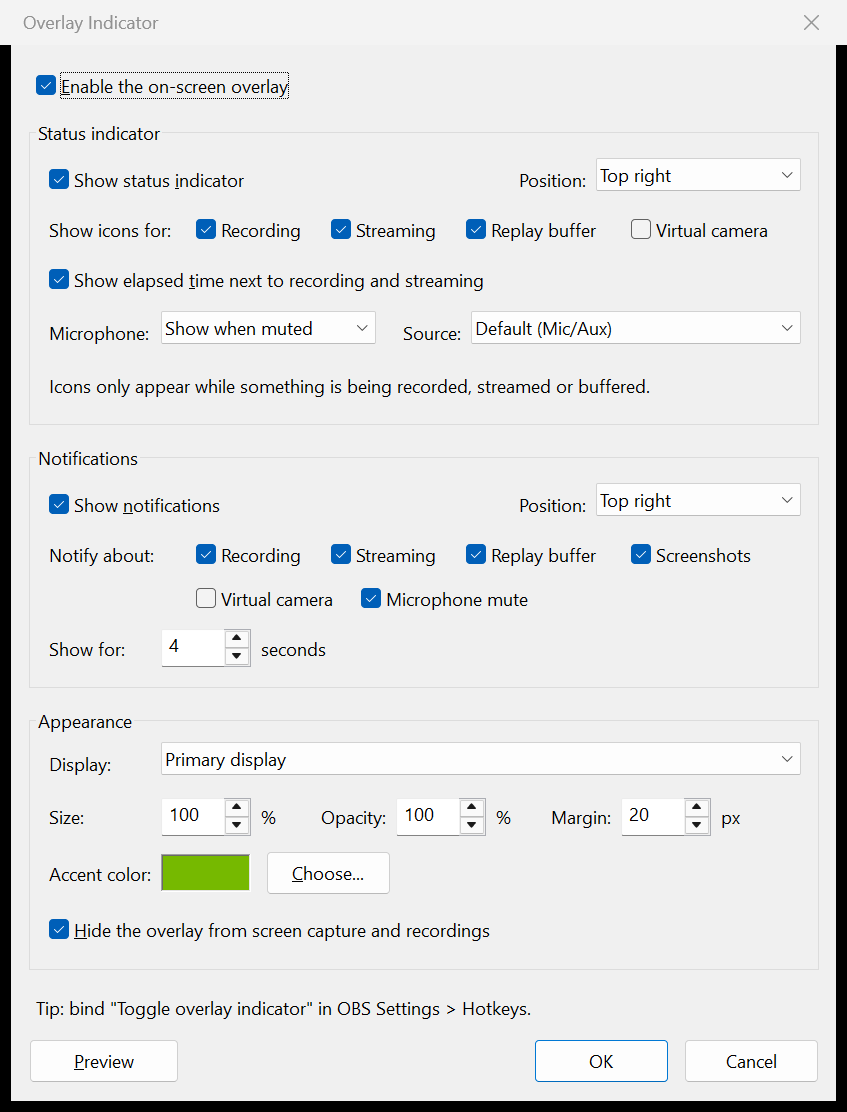 Overlay Indicator
Enable the on-screen overlay
Status indicator
Show status indicator Position: Top right
Show icons for: Recording Streaming Replay buffer Virtual camera
Show elapsed time next to recording and streaming
Microphone: Show when muted Source: Default (Mic/Aux)
Icons only appear while something is being recorded, streamed or buffered.
Notifications
Show notifications Position: Top right
Notify about: Recording Streaming Replay buffer Screenshots
Virtual camera Microphone mute
Show for: 4 seconds
Appearance
Display: Primary display
Size: 100 % Opacity: 100 % Margin: 20 px
Accent color: Choose...
Hide the overlay from screen capture and recordings
Tip: bind "Toggle overlay indicator" in OBS Settings > Hotkeys.
Preview OK Cancel